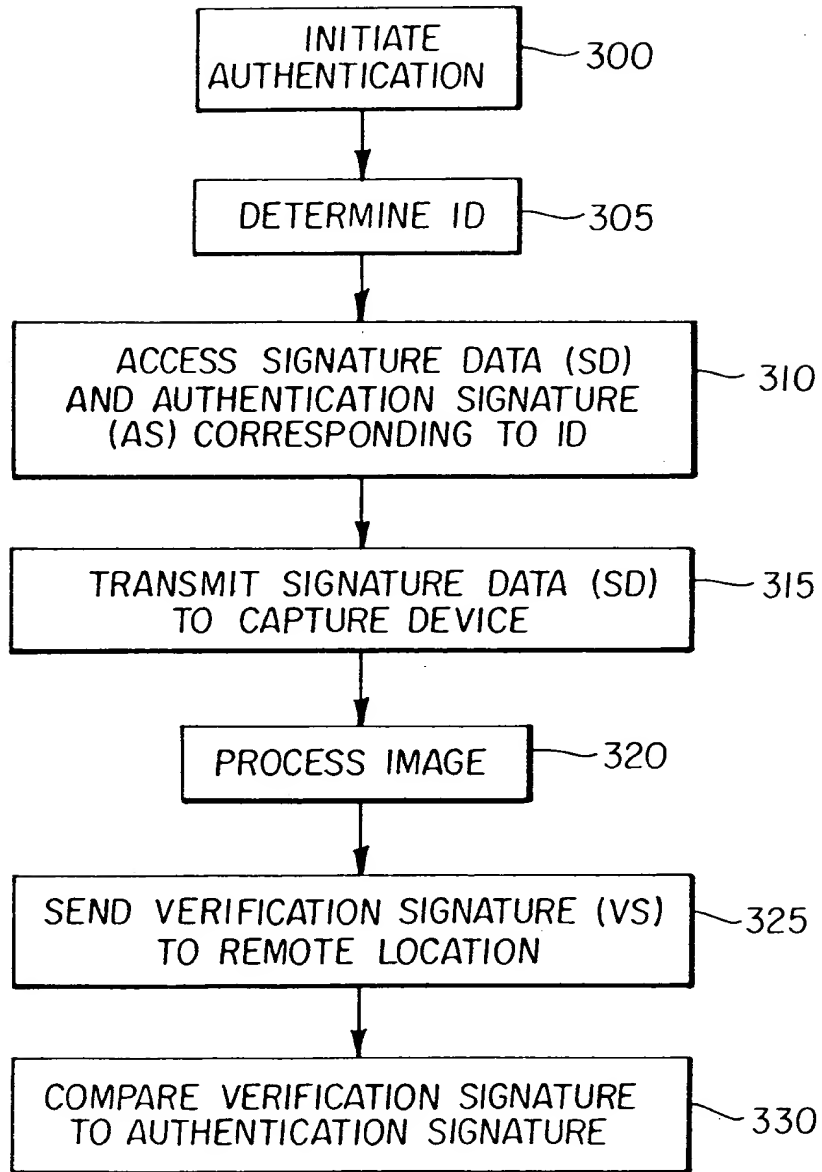 INITIATE
AUTHENTICATION
300
DETERMINE ID
305
ACCESS SIGNATURE DATA (SD)
AND AUTHENTICATION SIGNATURE
(AS) CORRESPONDING TO ID
310
TRANSMIT SIGNATURE DATA (SD)
TO CAPTURE DEVICE
315
PROCESS IMAGE
320
SEND VERIFICATION SIGNATURE (VS)
TO REMOTE LOCATION
325
COMPARE VERIFICATION SIGNATURE
TO AUTHENTICATION SIGNATURE
330